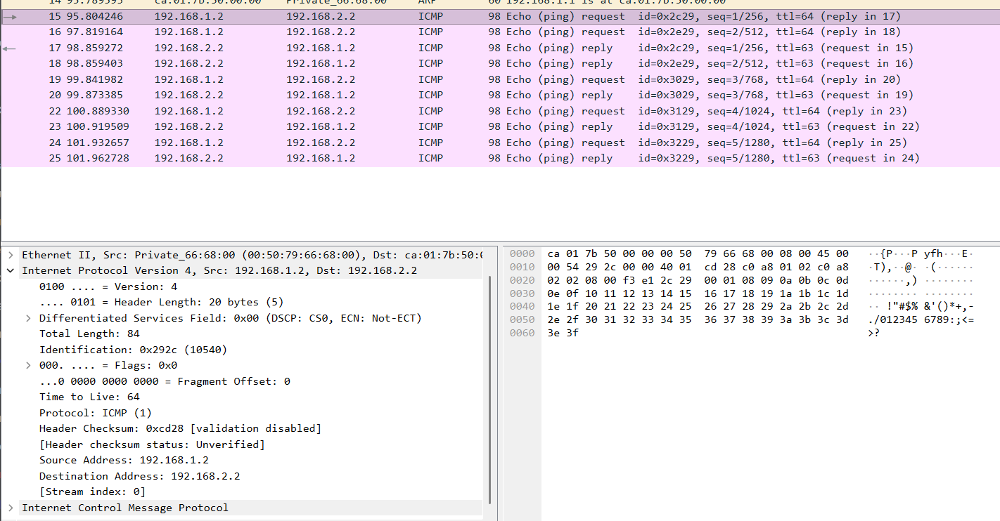 14 95.789595 ca:01:7b:50:00:00 Private_66:68:00 ARP 60 192.168.1.1 is at ca:01:7b:50:00:00
15 95.804246 192.168.1.2 192.168.2.2 ICMP 98 Echo (ping) request id=0x2c29, seq=1/256, ttl=64 (reply in 17)
16 97.819164 192.168.1.2 192.168.2.2 ICMP 98 Echo (ping) request id=0x2e29, seq=2/512, ttl=64 (reply in 18)
17 98.859272 192.168.2.2 192.168.1.2 ICMP 98 Echo (ping) reply id=0x2c29, seq=1/256, ttl=63 (request in 15)
18 98.859403 192.168.2.2 192.168.1.2 ICMP 98 Echo (ping) reply id=0x2e29, seq=2/512, ttl=63 (request in 16)
19 99.841982 192.168.1.2 192.168.2.2 ICMP 98 Echo (ping) request id=0x3029, seq=3/768, ttl=64 (reply in 20)
20 99.873385 192.168.2.2 192.168.1.2 ICMP 98 Echo (ping) reply id=0x3029, seq=3/768, ttl=63 (request in 19)
22 100.889330 192.168.1.2 192.168.2.2 ICMP 98 Echo (ping) request id=0x3129, seq=4/1024, ttl=64 (reply in 23)
23 100.919509 192.168.2.2 192.168.1.2 ICMP 98 Echo (ping) reply id=0x3129, seq=4/1024, ttl=63 (request in 22)
24 101.932657 192.168.1.2 192.168.2.2 ICMP 98 Echo (ping) request id=0x3229, seq=5/1280, ttl=64 (reply in 25)
25 101.962728 192.168.2.2 192.168.1.2 ICMP 98 Echo (ping) reply id=0x3229, seq=5/1280, ttl=63 (request in 24)
Ethernet II, Src: Private_66:68:00 (00:50:79:66:68:00), Dst: ca:01:7b:50:0
Internet Protocol Version 4, Src: 192.168.1.2, Dst: 192.168.2.2
0100 .... = Version: 4
.... 0101 = Header Length: 20 bytes (5)
Differentiated Services Field: 0x00 (DSCP: CS0, ECN: Not-ECT)
Total Length: 84
Identification: 0x292c (10540)
000. .... = Flags: 0x0
...0 0000 0000 0000 = Fragment Offset: 0
Time to Live: 64
Protocol: ICMP (1)
Header Checksum: 0xcd28 [validation disabled]
[Header checksum status: Unverified]
Source Address: 192.168.1.2
Destination Address: 192.168.2.2
[Stream index: 0]
Internet Control Message Protocol
0000 ca 01 7b 50 00 00 00 50 79 66 68 00 08 00 45 00 ··{P···P yfh···E·
0010 00 54 29 2c 00 00 40 01 cd 28 c0 a8 01 02 c0 a8 ·T),··@· ·(······
0020 02 02 08 00 f3 e1 2c 29 00 01 08 09 0a 0b 0c 0d ······,) ········
0030 0e 0f 10 11 12 13 14 15 16 17 18 19 1a 1b 1c 1d ········ ········
0040 1e 1f 20 21 22 23 24 25 26 27 28 29 2a 2b 2c 2d ·· !"#$% &'()*+,-
0050 2e 2f 30 31 32 33 34 35 36 37 38 39 3a 3b 3c 3d ./012345 6789:;<=
0060 3e 3f >?